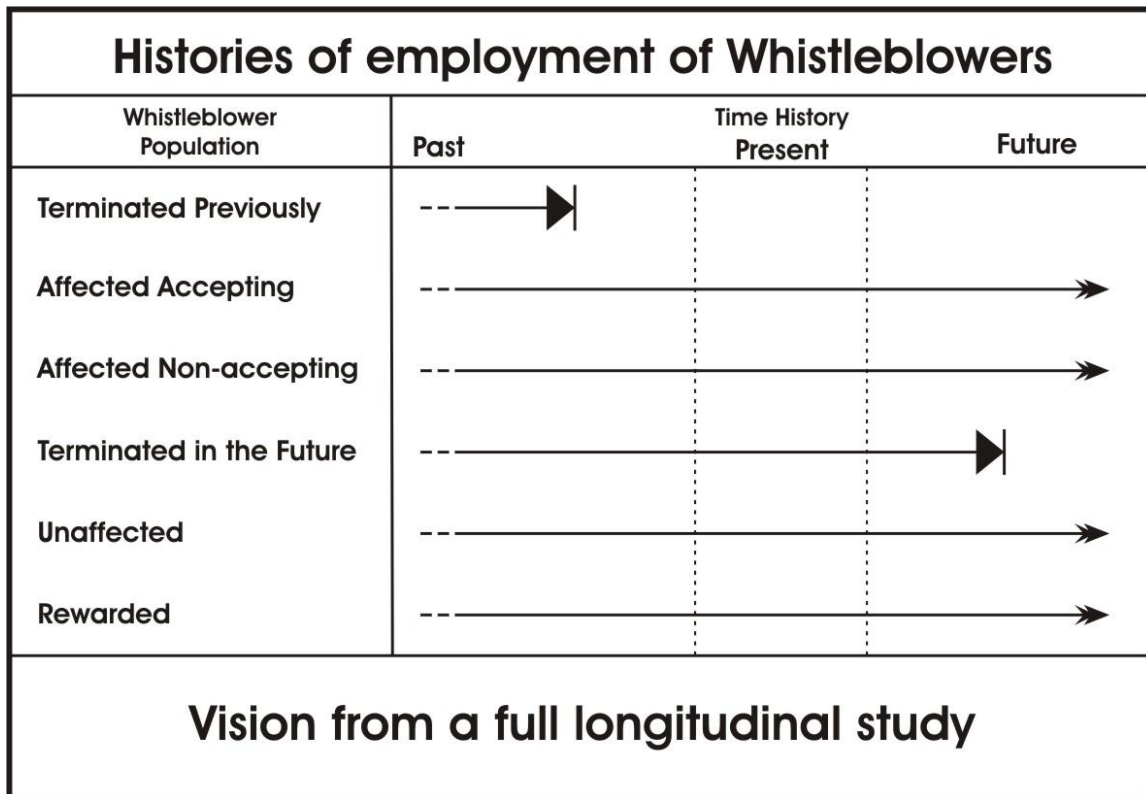 Histories of employment of Whistleblowers
Whistleblower
Population
Time History
Past
Present
Future
Terminated Previously
Affected Accepting
Affected Non-accepting
Terminated in the Future
Unaffected
Rewarded
Vision from a full longitudinal study